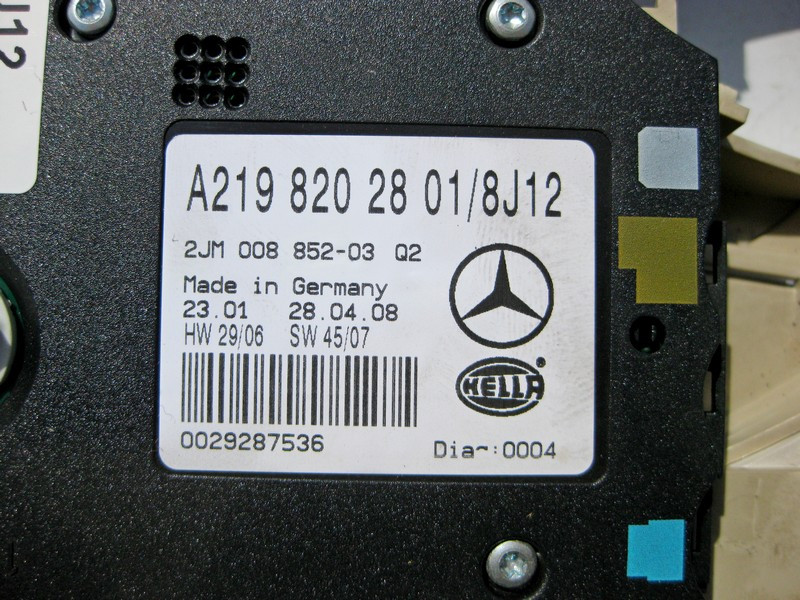 J12
A219 820 28 01/8J12
2JM 008 852-03 Q2
Made in Germany
23.01 28.04.08
HW 29/06 SW 45/07
HELLA®
0029287536
Dia~:0004